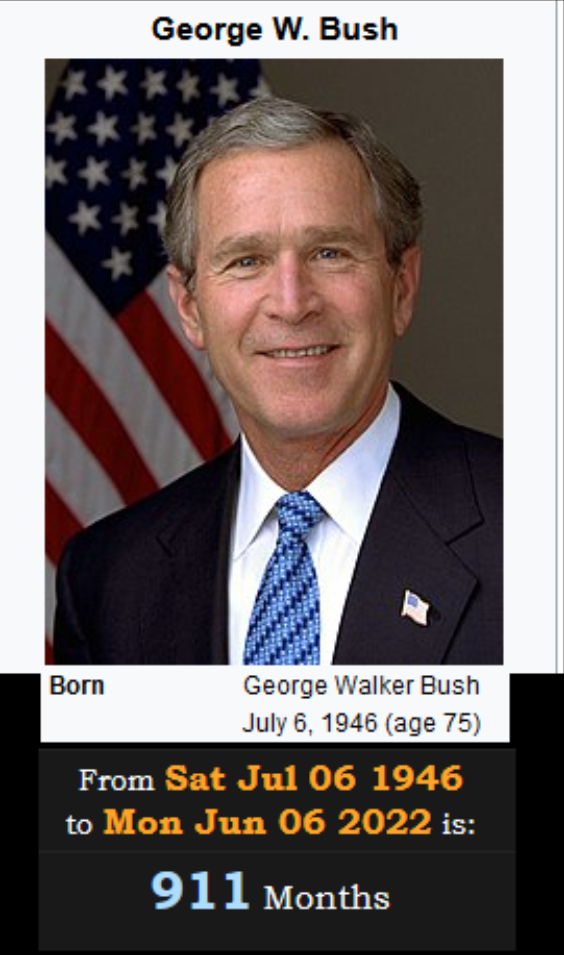 George W. Bush
Born George Walker Bush
July 6, 1946 (age 75)
From Sat Jul 06 1946
to Mon Jun 06 2022 is:
911 Months